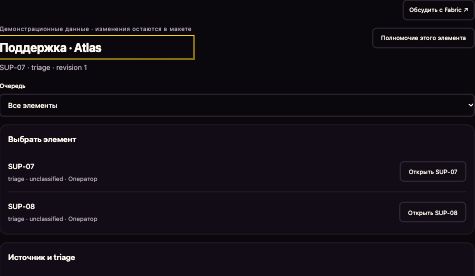 Обсудить с Fabric ↗
Демонстрационные данные · изменения остаются в макете
Поддержка · Atlas
Полномочие этого элемента
SUP-07 · triage · revision 1
Очередь
Все элементы
Выбрать элемент
SUP-07
triage · unclassified · Оператор
Открыть SUP-07
SUP-08
triage · unclassified · Оператор
Открыть SUP-08
Источник и triage